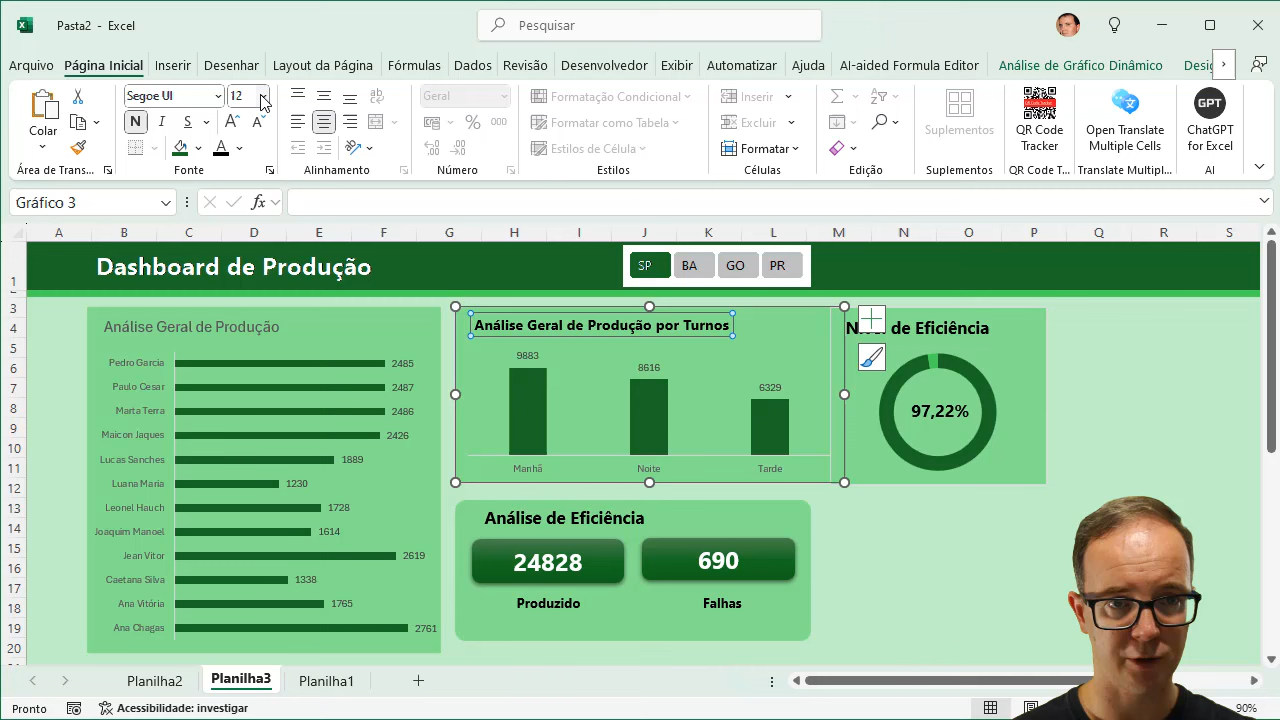 Pasta2 - Excel
Pesquisar
Arquivo Página Inicial Inserir Desenhar Layout da Página Fórmulas Dados Revisão Desenvolvedor Exibir Automatizar Ajuda AI-aided Formula Editor Análise de Gráfico Dinâmico
Colar
Área de Trans...
Segoe UI 12
N I S
Fonte
Alinhamento
Geral
% 000
Número
Formatação Condicional
Formatar como Tabela
Estilos de Célula
Estilos
Inserir
Excluir
Formatar
Células
Edição
Suplementos
Suplementos
QR Code
Tracker
QR Code T...
Open Translate
Multiple Cells
Translate Multipl...
GPT
ChatGPT
for Excel
AI
Gráfico 3
fx
A B C D E F G H I J K L M N O P Q R S
1
3
4
5
6
7
8
9
10
11
12
13
14
15
16
17
18
19
20
Dashboard de Produção
SP BA GO PR
Análise Geral de Produção
Pedro Garcia 2485
Paulo Cesar 2487
Marta Terra 2486
Maicon Jaques 2426
Lucas Sanches 1889
Luana Maria 1230
Leonel Hauch 1728
Joaquim Manoel 1614
Jean Vitor 2619
Caetana Silva 1338
Ana Vitória 1765
Ana Chagas 2761
Análise Geral de Produção por Turnos
9883 8616 6329
Manhã Noite Tarde
de Eficiência
97,22%
Análise de Eficiência
24828 690
Produzido Falhas
Planilha2 Planilha3 Planilha1
Pronto
Acessibilidade: investigar
90%